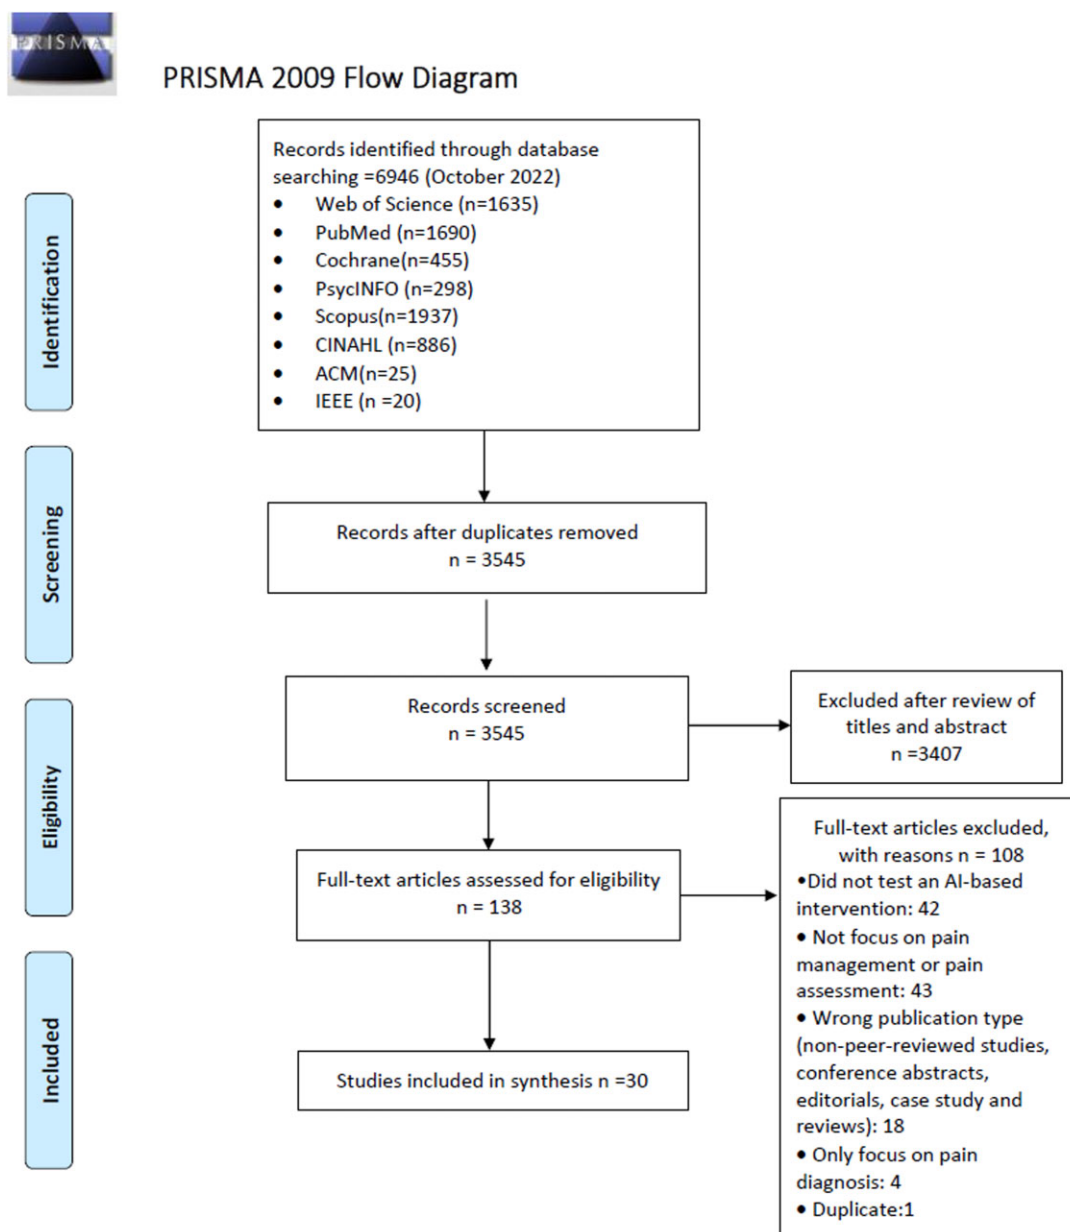 PRISMA
PRISMA 2009 Flow Diagram
Records identified through database
searching =6946 (October 2022)
• Web of Science (n=1635)
• PubMed (n=1690)
• Cochrane(n=455)
• PsycINFO (n=298)
• Scopus(n=1937)
• CINAHL (n=886)
• ACM(n=25)
• IEEE (n =20)
Identification
Records after duplicates removed
n = 3545
Screening
Records screened
n = 3545
Excluded after review of
titles and abstract
n =3407
Eligibility
Full-text articles assessed for eligibility
n = 138
Full-text articles excluded,
with reasons n = 108
•Did not test an AI-based
intervention: 42
• Not focus on pain
management or pain
assessment: 43
• Wrong publication type
(non-peer-reviewed studies,
conference abstracts,
editorials, case study and
reviews): 18
• Only focus on pain
diagnosis: 4
• Duplicate:1
Included
Studies included in synthesis n =30